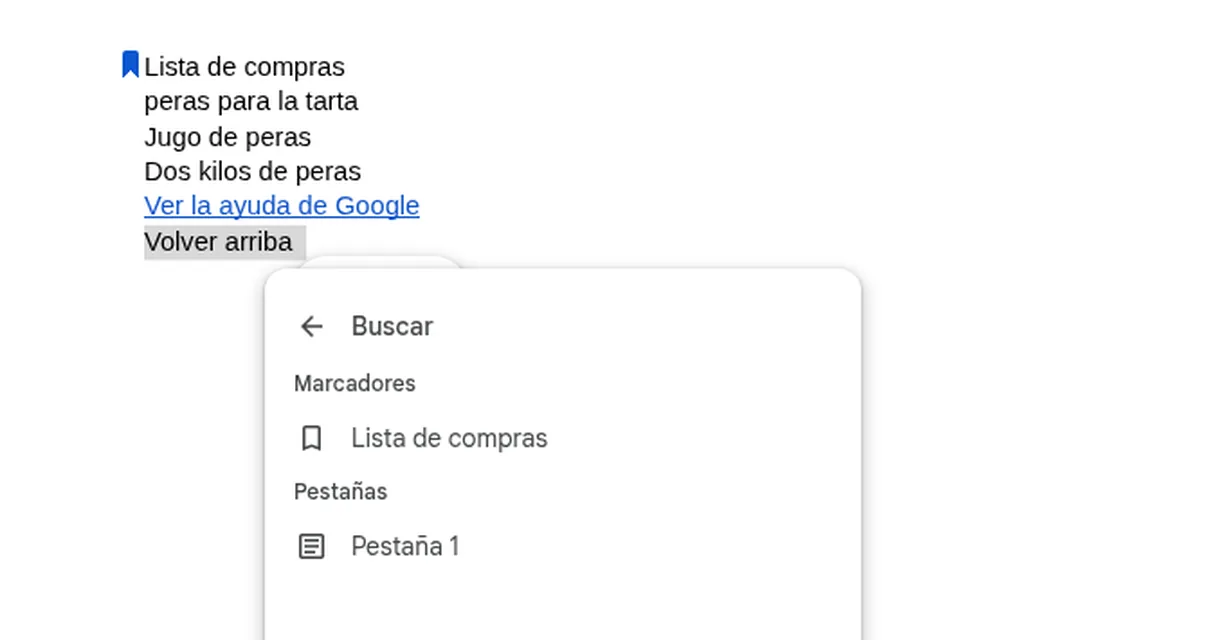 Lista de compras
peras para la tarta
Jugo de peras
Dos kilos de peras
Ver la ayuda de Google
Volver arriba
Buscar
Marcadores
Lista de compras
Pestañas
Pestaña 1